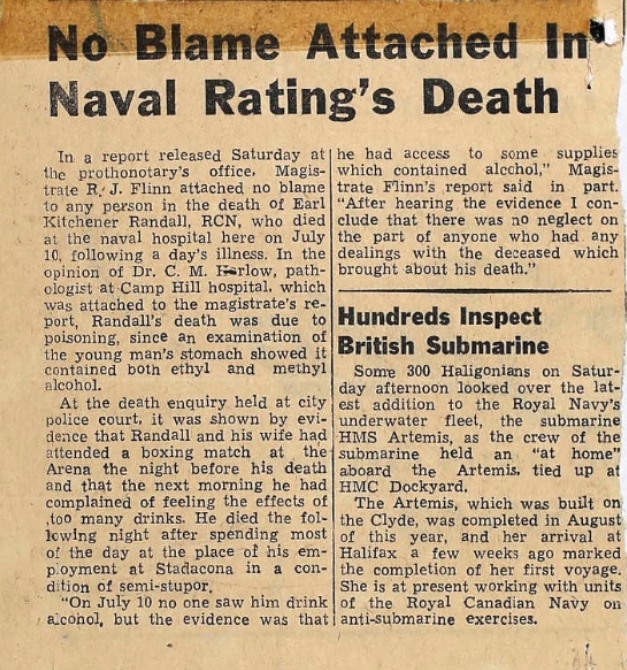 No Blame Attached In
Naval Rating's Death
In a report released Saturday at
the prothonotary's office, Magis-
trate R. J. Flinn attached no blame
to any person in the death of Earl
Kitchener Randall, RCN, who died
at the naval hospital here on July
10, following a day's illness. In the
opinion of Dr. C. M. Harlow, path-
ologist at Camp Hill hospital, which
was attached to the magistrate's re-
port, Randall's death was due to
poisoning, since an examination of
the young man's stomach showed it
contained both ethyl and methyl
alcohol.
At the death enquiry held at city
police court, it was shown by evi-
dence that Randall and his wife had
attended a boxing match at the
Arena the night before his death
and that the next morning he had
complained of feeling the effects of
too many drinks. He died the fol-
lowing night after spending most
of the day at the place of his em-
ployment at Stadacona in a con-
dition of semi-stupor.
"On July 10 no one saw him drink
alcohol, but the evidence was that
he had access to some supplies
which contained alcohol," Magis-
trate Flinn's report said in part.
"After hearing the evidence I con-
clude that there was no neglect on
the part of anyone who had any
dealings with the deceased which
brought about his death."
Hundreds Inspect
British Submarine
Some 300 Haligonians on Satur-
day afternoon looked over the lat-
est addition to the Royal Navy's
underwater fleet, the submarine
HMS Artemis, as the crew of the
submarine held an "at home"
aboard the Artemis, tied up at
HMC Dockyard.
The Artemis, which was built on
the Clyde, was completed in August
of this year, and her arrival at
Halifax a few weeks ago marked
the completion of her first voyage.
She is at present working with units
of the Royal Canadian Navy on
anti-submarine exercises.